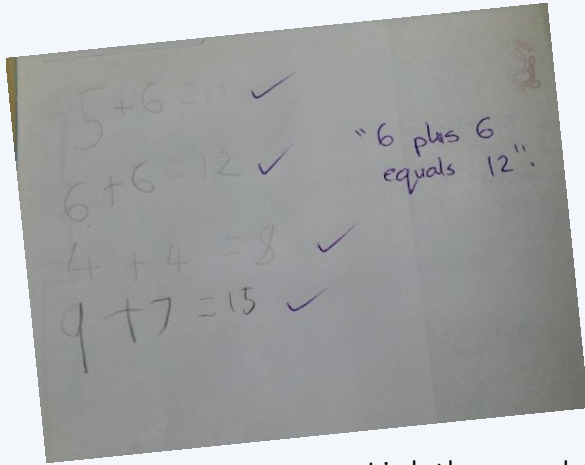 5+6=11 ✓
6+6=12 ✓
"6 plus 6
equals 12".
4+4=8 ✓
9+7=15 ✓